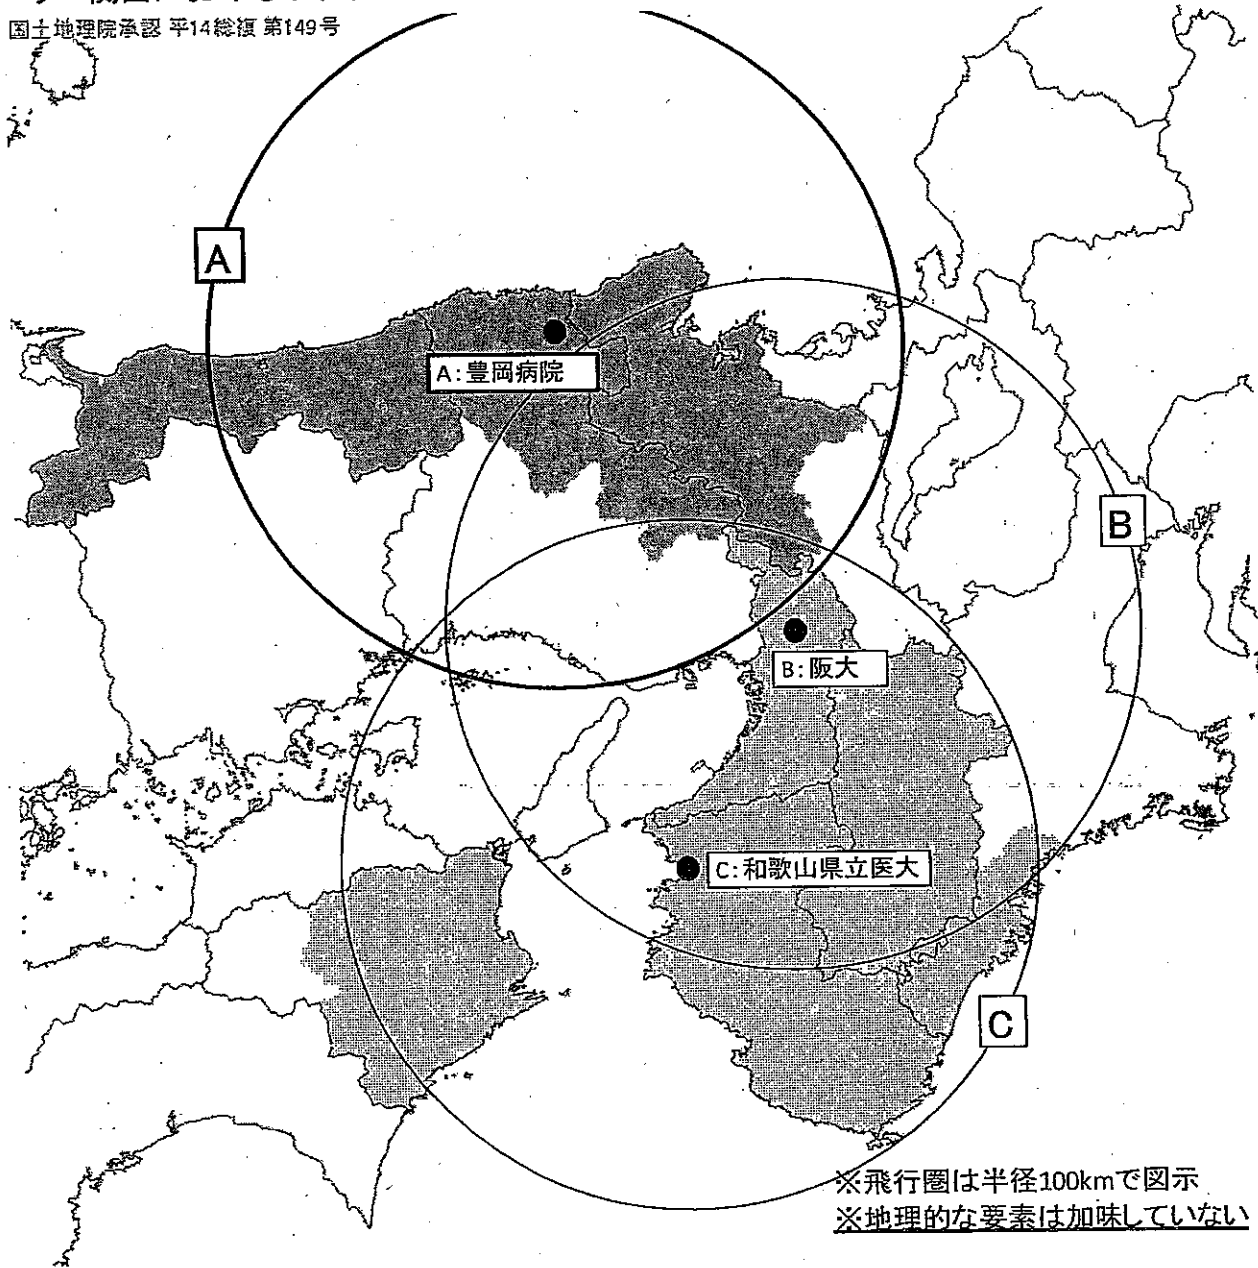 国土地理院承認 平14総複 第149号
A
A:豊岡病院
B
B:阪大
C:和歌山県立医大
C
※飛行圏は半径100kmで図示
※地理的な要素は加味していない